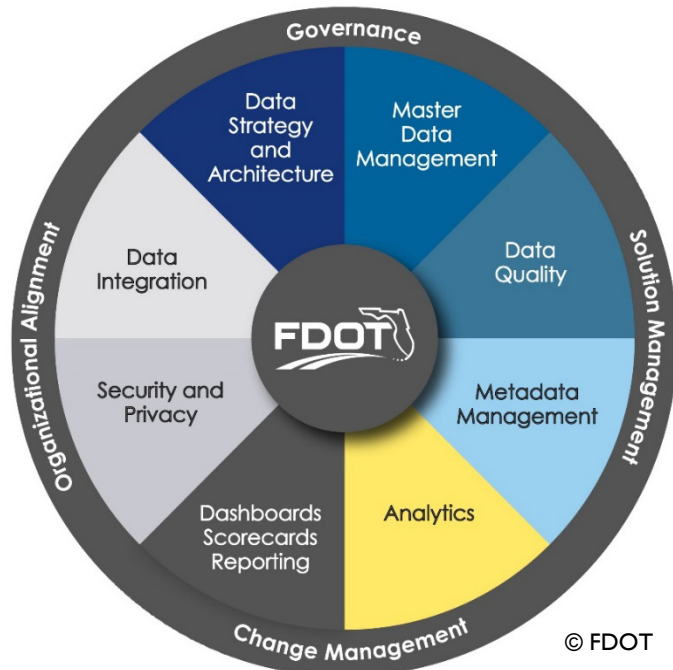 Governance
Data
Strategy
and
Architecture
Master
Data
Management
Data
Integration
Data
Quality
Organizational Alignment
Solution Management
FDOT
Security and
Privacy
Metadata
Management
Dashboards
Scorecards
Reporting
Analytics
Change Management
© FDOT